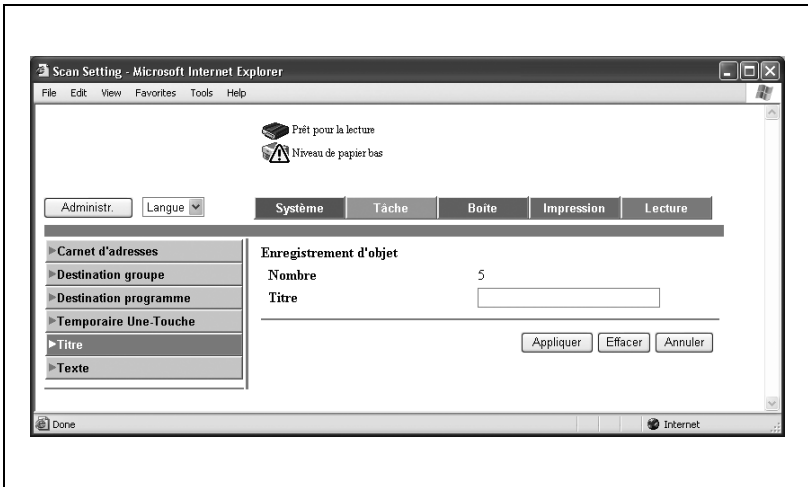 Scan Setting - Microsoft Internet Explorer
File Edit View Favorites Tools Help
Prêt pour la lecture
Niveau de papier bas
Administr. Langue Système Tâche Boîte Impression Lecture
Carnet d'adresses
Destination groupe
Destination programme
Temporaire Une-Touche
Titre
Texte
Enregistrement d'objet
Nombre 5
Titre
Appliquer Effacer Annuler
Done Internet